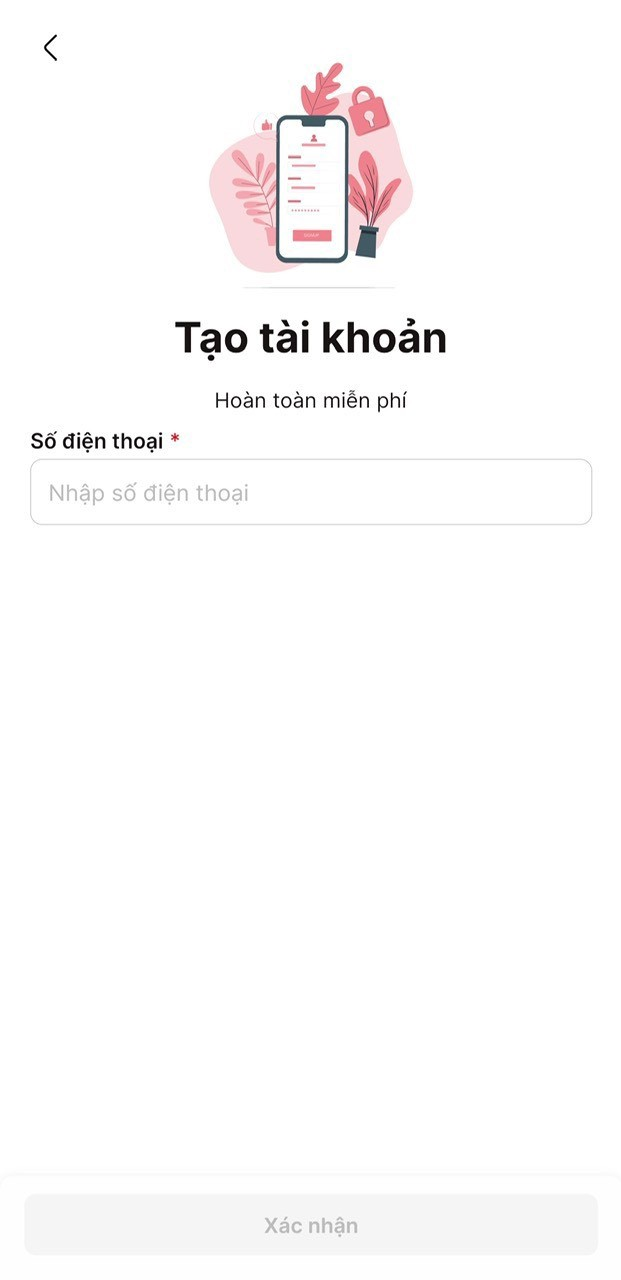 Tạo tài khoản
Hoàn toàn miễn phí
Số điện thoại *
Nhập số điện thoại
Xác nhận